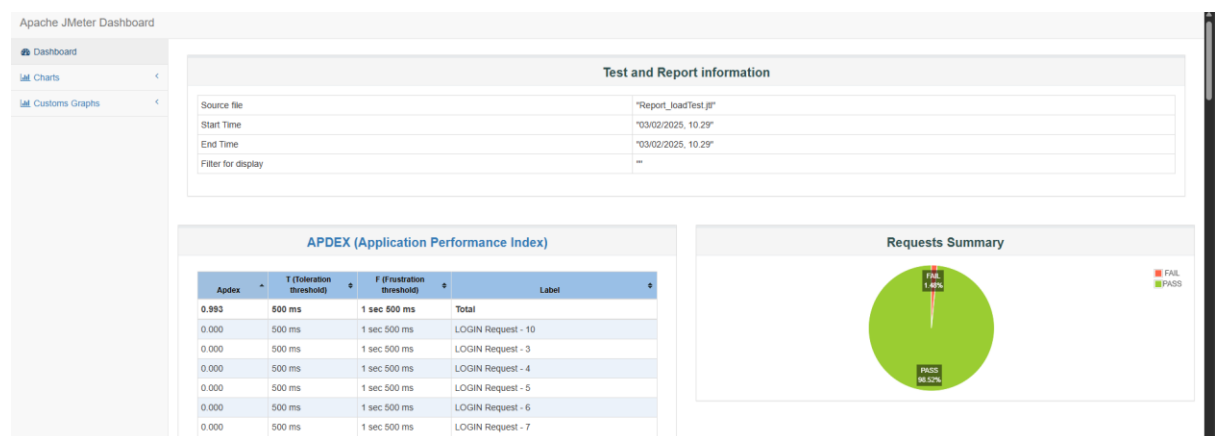 Apache JMeter Dashboard
Dashboard
Charts
Customs Graphs
Test and Report information
Source file "Report_loadTest.jtl"
Start Time "03/02/2025, 10.29"
End Time "03/02/2025, 10.29"
Filter for display ""
APDEX (Application Performance Index)
Apdex T (Toleration threshold) F (Frustration threshold) Label
0.993 500 ms 1 sec 500 ms Total
0.000 500 ms 1 sec 500 ms LOGIN Request - 10
0.000 500 ms 1 sec 500 ms LOGIN Request - 3
0.000 500 ms 1 sec 500 ms LOGIN Request - 4
0.000 500 ms 1 sec 500 ms LOGIN Request - 5
0.000 500 ms 1 sec 500 ms LOGIN Request - 6
0.000 500 ms 1 sec 500 ms LOGIN Request - 7
Requests Summary
FAIL
PASS
FAIL
1.48%
PASS
98.52%